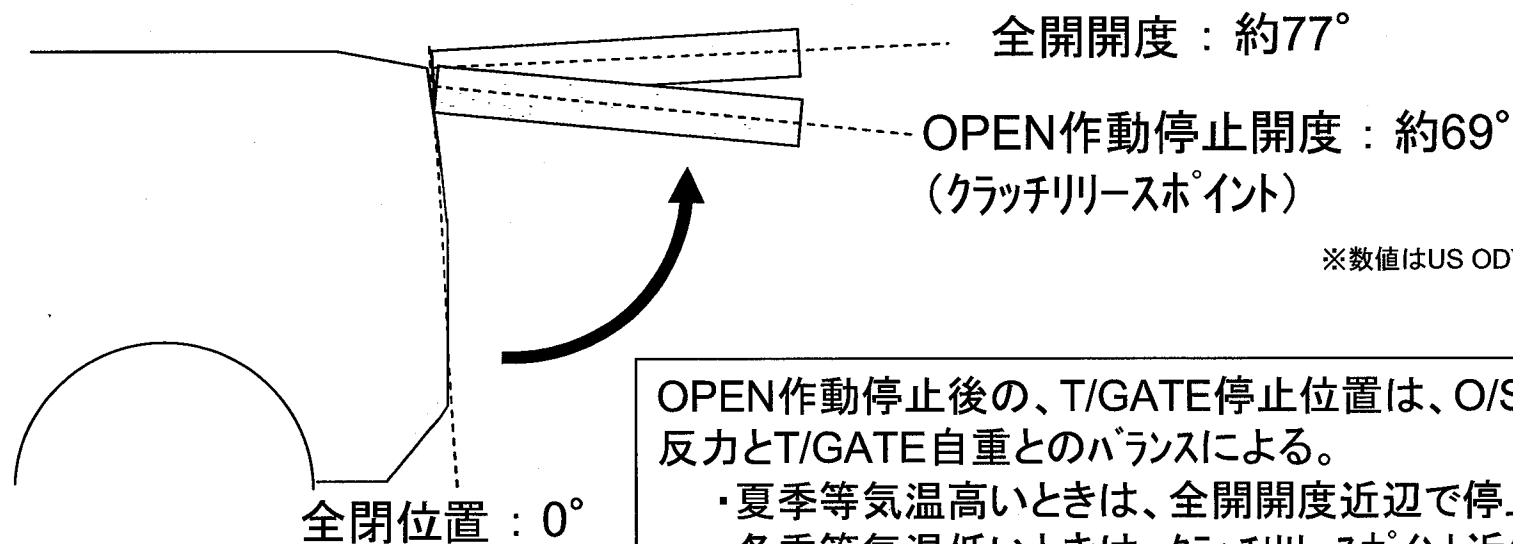 全開開度：約77°
OPEN作動停止開度：約69°
（クラッチリリースポイント）
※数値はUS OD
OPEN作動停止後の、T/GATE停止位置は、O/S
反力とT/GATE自重とのバランスによる。
・夏季等気温高いときは、全開開度近辺で停
全閉位置：0°